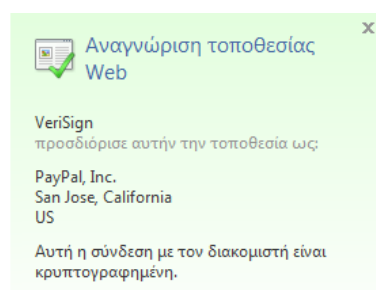 Αναγνώριση τοποθεσίας
Web
VeriSign
προσδιόρισε αυτήν την τοποθεσία ως:
PayPal, Inc.
San Jose, California
US
Αυτή η σύνδεση με τον διακομιστή είναι
κρυπτογραφημένη.